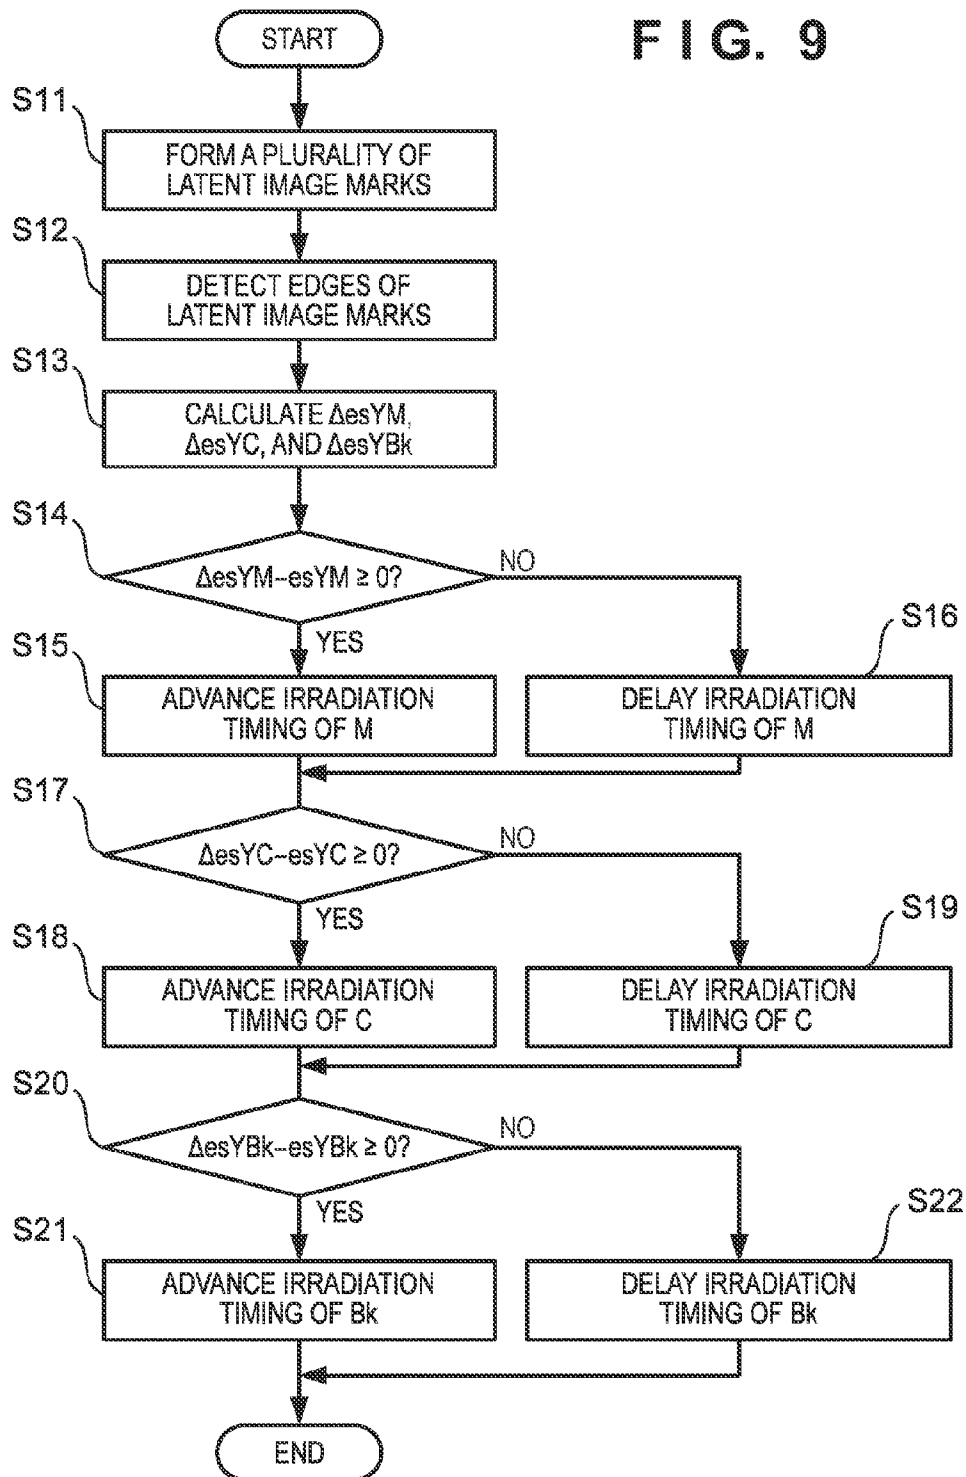 FIG. 9
START
S11
FORM A PLURALITY OF
LATENT IMAGE MARKS
S12
DETECT EDGES OF
LATENT IMAGE MARKS
S13
CALCULATE ΔesYM,
ΔesYC, AND ΔesYBk
S14
ΔesYM–esYM ≥ 0?
NO
YES
S15
ADVANCE IRRADIATION
TIMING OF M
S16
DELAY IRRADIATION
TIMING OF M
S17
ΔesYC–esYC ≥ 0?
NO
YES
S18
ADVANCE IRRADIATION
TIMING OF C
S19
DELAY IRRADIATION
TIMING OF C
S20
ΔesYBk–esYBk ≥ 0?
NO
YES
S21
ADVANCE IRRADIATION
TIMING OF Bk
S22
DELAY IRRADIATION
TIMING OF Bk
END